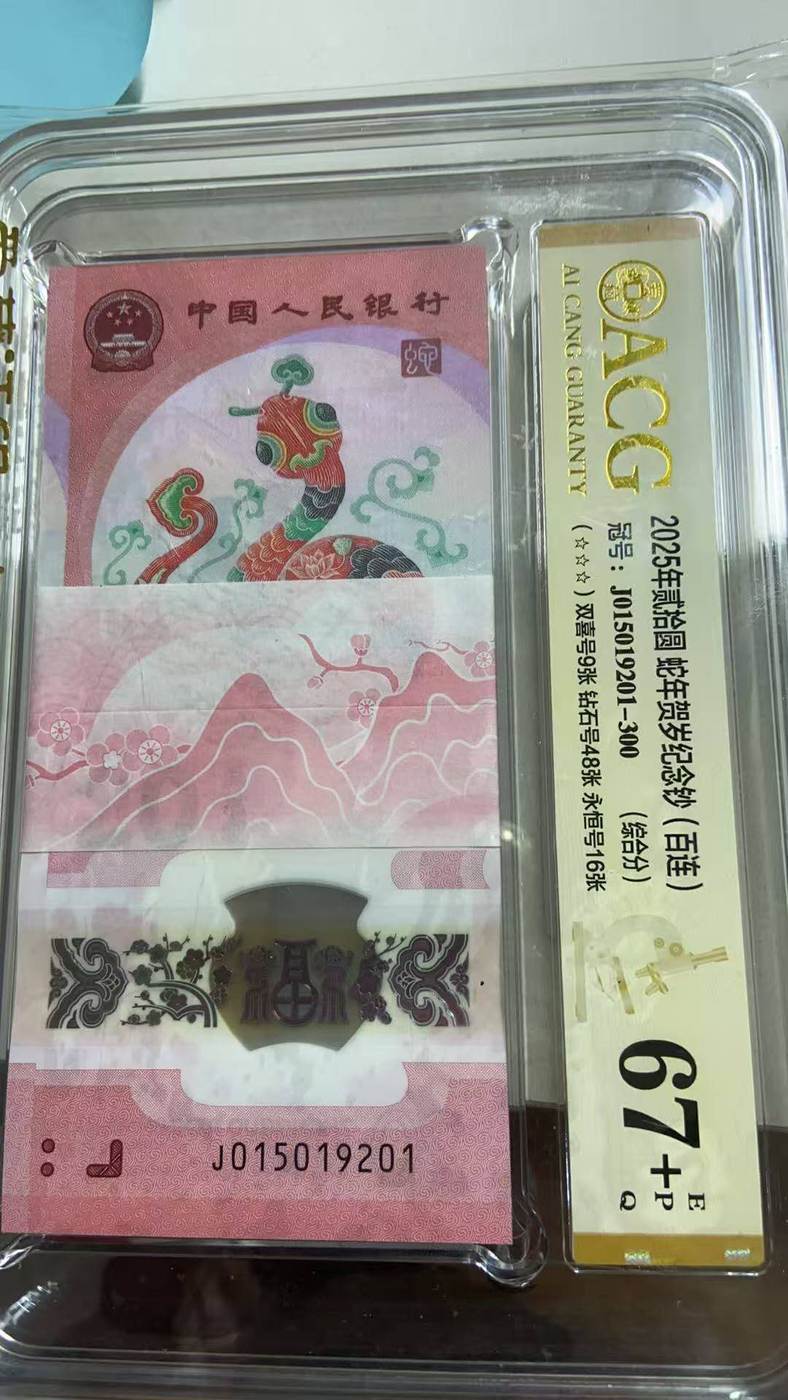 中国人民银行
蛇
J015019201
ACG
AI CANG GUARANTY
2025年贰拾圆 蛇年贺岁纪念钞（百连）
冠号：J015019201-300 （综合分）
（☆☆☆）双喜号9张 钻石号48张 永恒号16张
67+
E
P
Q